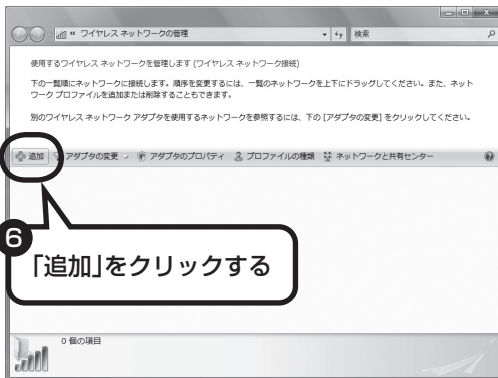 ワイヤレス ネットワークの管理
検索
使用するワイヤレス ネットワークを管理します (ワイヤレス ネットワーク接続)
下の一覧順にネットワークに接続します。順序を変更するには、一覧のネットワークを上下にドラッグしてください。また、ネット
ワーク プロファイルを追加または削除することもできます。
別のワイヤレス ネットワーク アダプタを使用するネットワークを参照するには、下の [アダプタの変更] をクリックしてください。
追加 アダプタの変更 アダプタのプロパティ プロファイルの種類 ネットワークと共有センター
6
「追加」をクリックする
0 個の項目